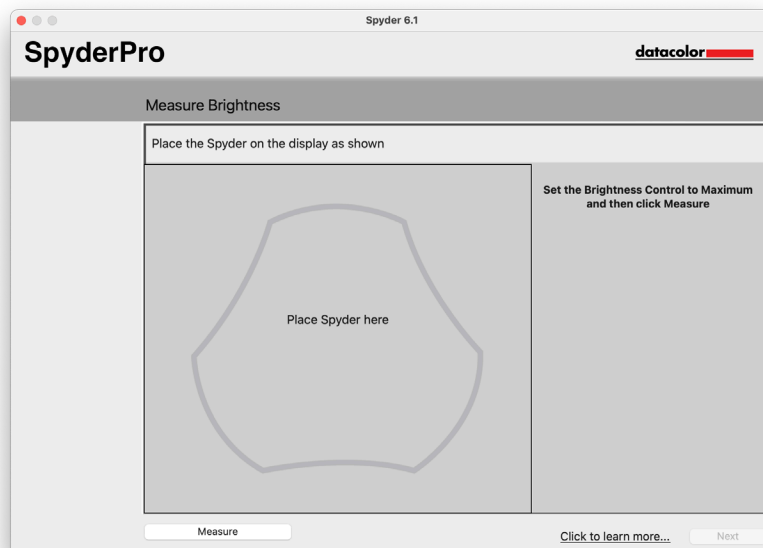 Spyder 6.1
SpyderPro
datacolor
Measure Brightness
Place the Spyder on the display as shown
Set the Brightness Control to Maximum
and then click Measure
Place Spyder here
Measure
Click to learn more...
Next